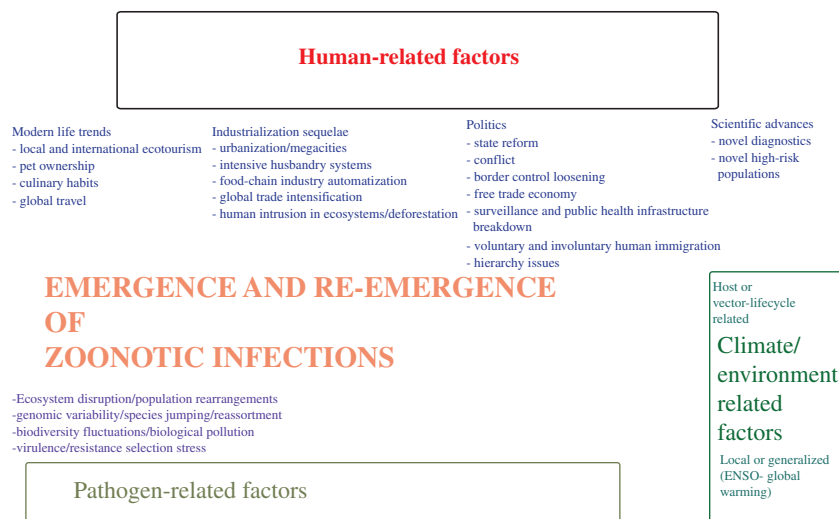 Human-related factors
Modern life trends
- local and international ecotourism
- pet ownership
- culinary habits
- global travel
Industrialization sequelae
- urbanization/megacities
- intensive husbandry systems
- food-chain industry automatization
- global trade intensification
- human intrusion in ecosystems/deforestation
Politics
- state reform
- conflict
- border control loosening
- free trade economy
- surveillance and public health infrastructure
breakdown
- voluntary and involuntary human immigration
- hierarchy issues
Scientific advances
- novel diagnostics
- novel high-risk
populations
EMERGENCE AND RE-EMERGENCE
OF
ZOONOTIC INFECTIONS
Host or
vector-lifecycle
related
Climate/
environment
related
factors
Local or generalized
(ENSO- global
warming)
-Ecosystem disruption/population rearrangements
-genomic variability/species jumping/reassortment
-biodiversity fluctuations/biological pollution
-virulence/resistance selection stress
Pathogen-related factors